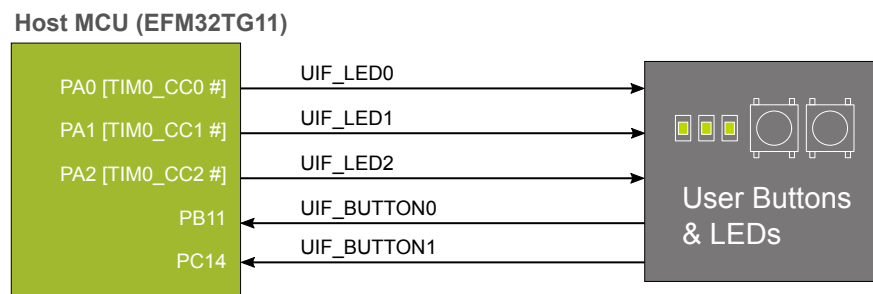 Host MCU (EFM32TG11)
PA0 [TIM0_CC0 #]
UIF_LED0
PA1 [TIM0_CC1 #]
UIF_LED1
PA2 [TIM0_CC2 #]
UIF_LED2
PB11
UIF_BUTTON0
PC14
UIF_BUTTON1
User Buttons
& LEDs